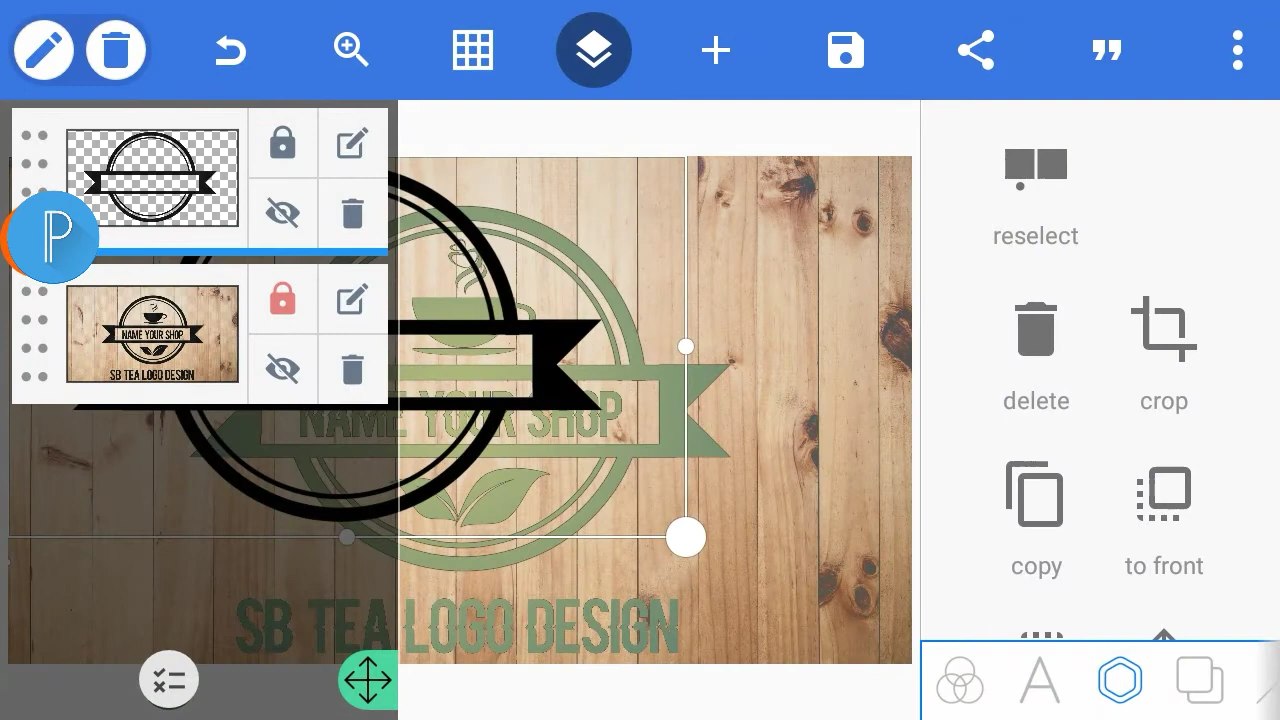 P
NAME YOUR SHOP
SB TEA LOGO DESIGN
NAME YOUR SHOP
SB TEA LOGO DESIGN
reselect
delete
crop
copy
to front